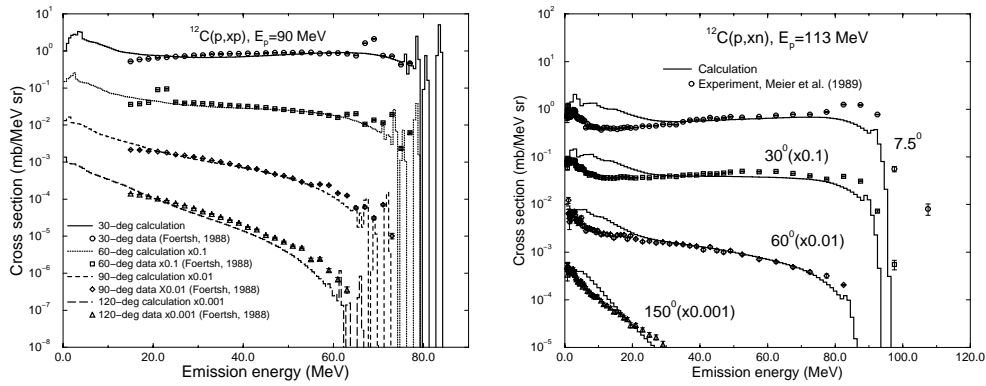 ¹²C(p,xp), Eₚ=90 MeV
Cross section (mb/MeV sr)
10¹
10⁰
10⁻¹
10⁻²
10⁻³
10⁻⁴
10⁻⁵
10⁻⁶
10⁻⁷
10⁻⁸
30−deg calculation
30−deg data (Foertsh, 1988)
60−deg calculation x0.1
60−deg data x0.1 (Foertsh, 1988)
90−deg calculation x0.01
90−deg data X0.01 (Foertsh, 1988)
120−deg calculation x0.001
120−deg data x0.001 (Foertsh, 1988)
0.0 20.0 40.0 60.0 80.0
Emission energy (MeV)
¹²C(p,xn), Eₚ=113 MeV
Calculation
Experiment, Meier et al. (1989)
Cross section (mb/MeV sr)
10²
10¹
10⁰
10⁻¹
10⁻²
10⁻³
10⁻⁴
10⁻⁵
7.5⁰
30⁰(x0.1)
60⁰(x0.01)
150⁰(x0.001)
0.0 20.0 40.0 60.0 80.0 100.0 120.0
Emission energy (MeV)